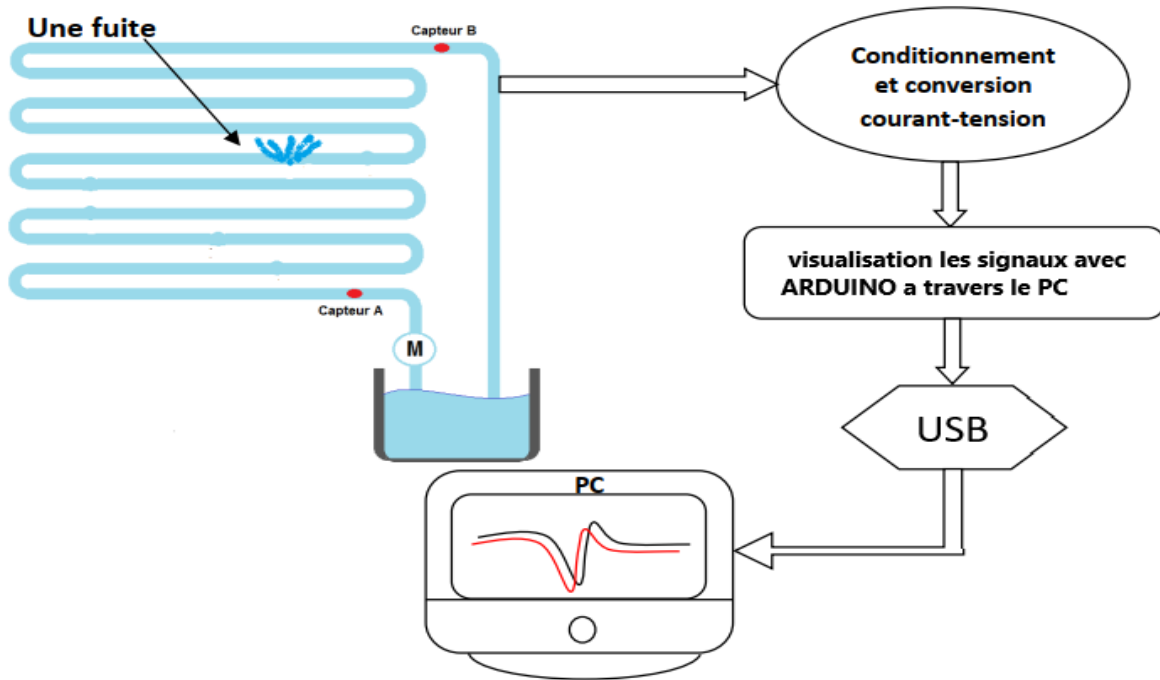 Une fuite
Capteur B
Conditionnement
et conversion
courant-tension
visualisation les signaux avec
ARDUINO a travers le PC
Capteur A
M
USB
PC